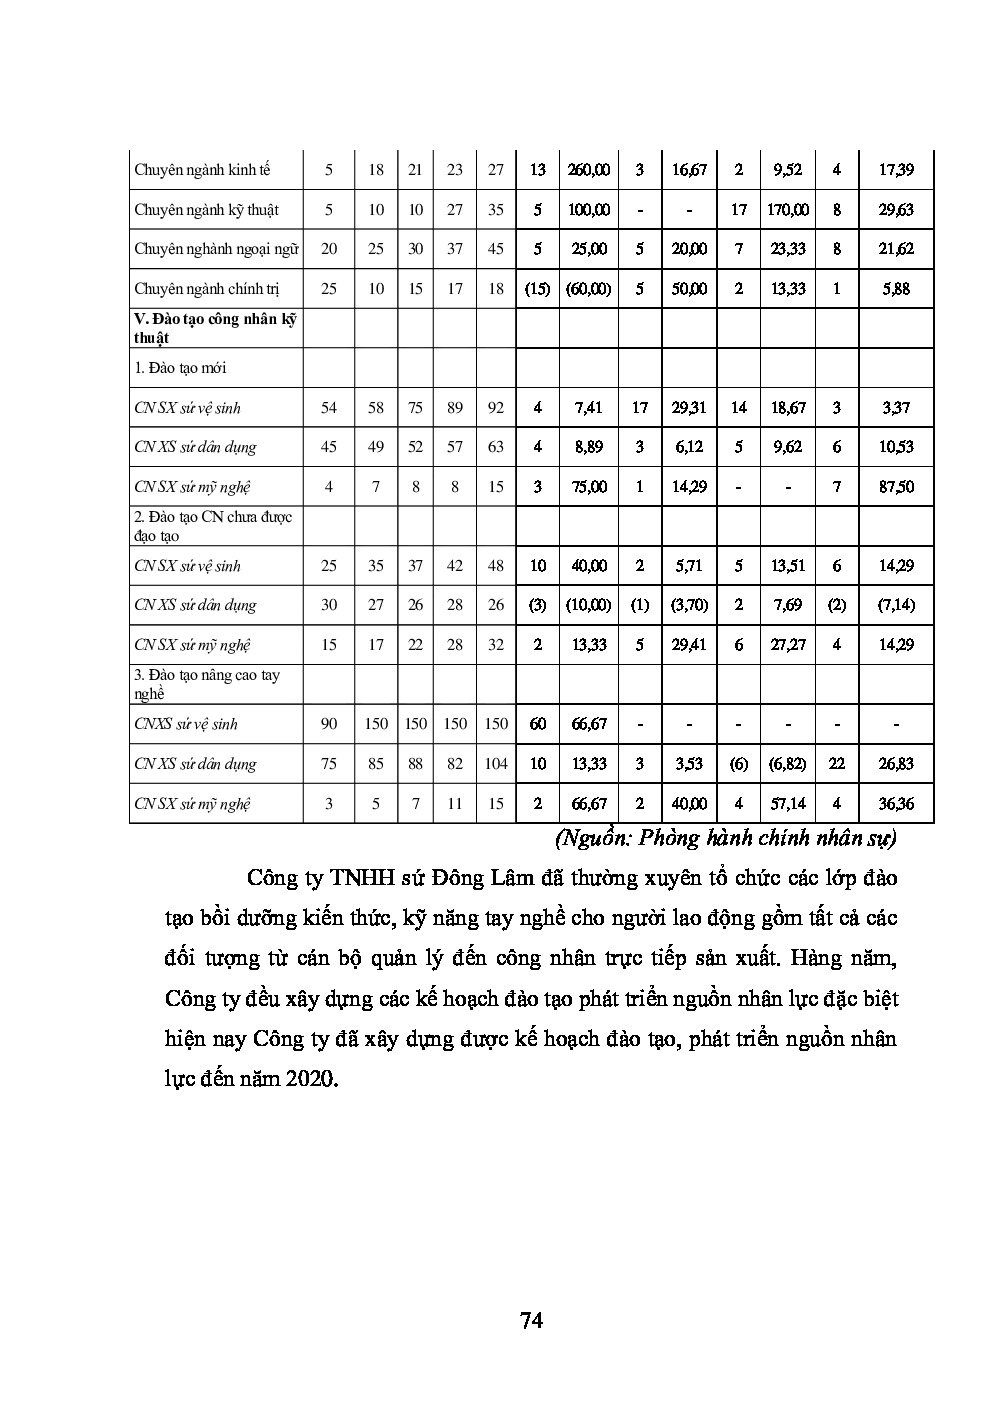 Chuyên ngành kinh tế 5 18 21 23 27 13 260,00 3 16,67 2 9,52 4 17,39
Chuyên ngành kỹ thuật 5 10 10 27 35 5 100,00 - - 17 170,00 8 29,63
Chuyên nghành ngoại ngữ 20 25 30 37 45 5 25,00 5 20,00 7 23,33 8 21,62
Chuyên ngành chính trị 25 10 15 17 18 (15) (60,00) 5 50,00 2 13,33 1 5,88
V. Đào tạo công nhân kỹ
thuật
1. Đào tạo mới
CN SX sứ vệ sinh 54 58 75 89 92 4 7,41 17 29,31 14 18,67 3 3,37
CN XS sứ dân dụng 45 49 52 57 63 4 8,89 3 6,12 5 9,62 6 10,53
CN SX sứ mỹ nghệ 4 7 8 8 15 3 75,00 1 14,29 - - 7 87,50
2. Đào tạo CN chưa được
đạo tạo
CN SX sứ vệ sinh 25 35 37 42 48 10 40,00 2 5,71 5 13,51 6 14,29
CN XS sứ dân dụng 30 27 26 28 26 (3) (10,00) (1) (3,70) 2 7,69 (2) (7,14)
CN SX sứ mỹ nghệ 15 17 22 28 32 2 13,33 5 29,41 6 27,27 4 14,29
3. Đào tạo nâng cao tay
nghề
CNXS sứ vệ sinh 90 150 150 150 150 60 66,67 - - - - - -
CN XS sứ dân dụng 75 85 88 82 104 10 13,33 3 3,53 (6) (6,82) 22 26,83
CN SX sứ mỹ nghệ 3 5 7 11 15 2 66,67 2 40,00 4 57,14 4 36,36
(Nguồn: Phòng hành chính nhân sự)
Công ty TNHH sứ Đông Lâm đã thường xuyên tổ chức các lớp đào
tạo bồi dưỡng kiến thức, kỹ năng tay nghề cho người lao động gồm tất cả các
đối tượng từ cán bộ quản lý đến công nhân trực tiếp sản xuất. Hàng năm,
Công ty đều xây dựng các kế hoạch đào tạo phát triển nguồn nhân lực đặc biệt
hiện nay Công ty đã xây dựng được kế hoạch đào tạo, phát triển nguồn nhân
lực đến năm 2020.
74